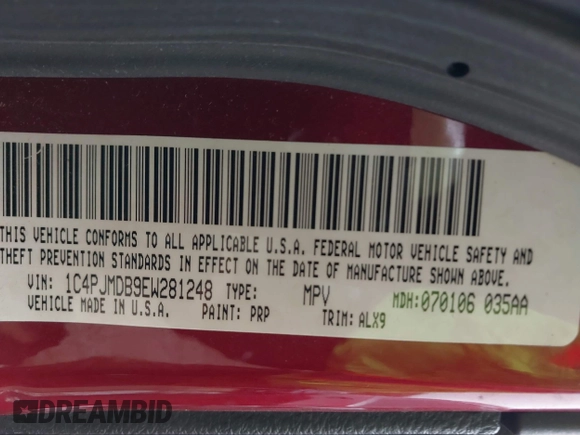 THIS VEHICLE CONFORMS TO ALL APPLICABLE U.S.A. FEDERAL MOTOR VEHICLE SAFETY AND
THEFT PREVENTION STANDARDS IN EFFECT ON THE DATE OF MANUFACTURE SHOWN ABOVE.
VIN: 1C4PJMDB9EW281248 TYPE: MPV MDH:070106 035AA
VEHICLE MADE IN U.S.A. PAINT: PRP TRIM: ALX9
DREAMBID